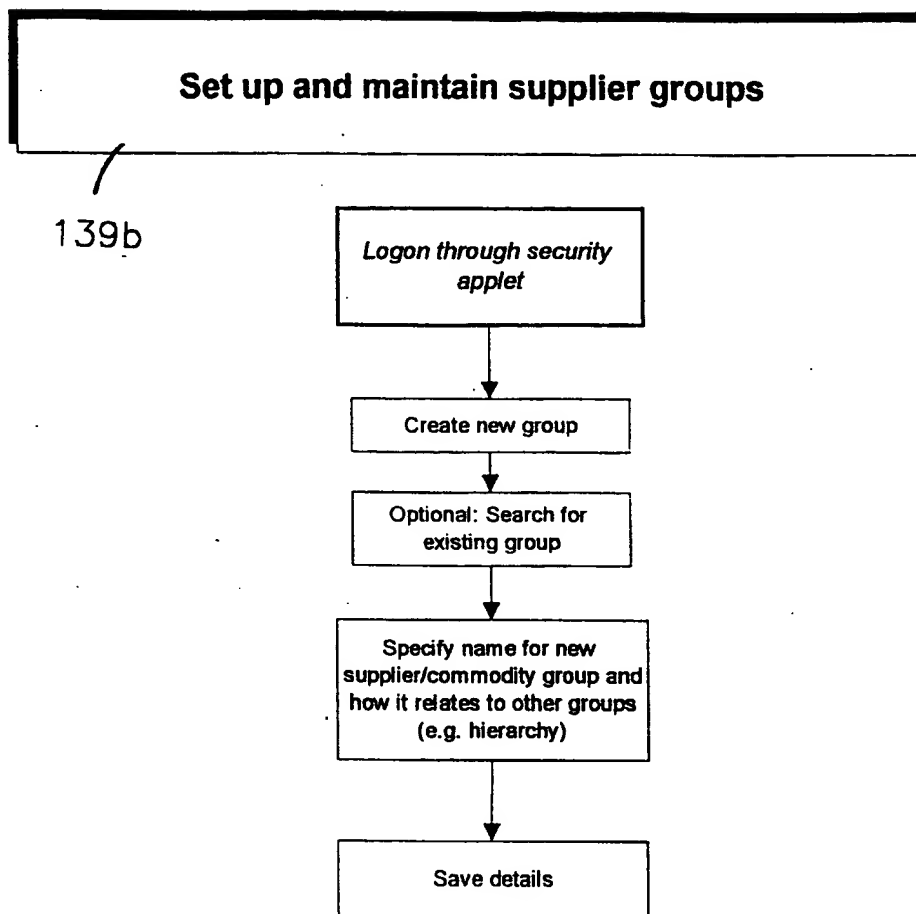 Set up and maintain supplier groups
139b
Logon through security
applet
Create new group
Optional: Search for
existing group
Specify name for new
supplier/commodity group and
how it relates to other groups
(e.g. hierarchy)
Save details